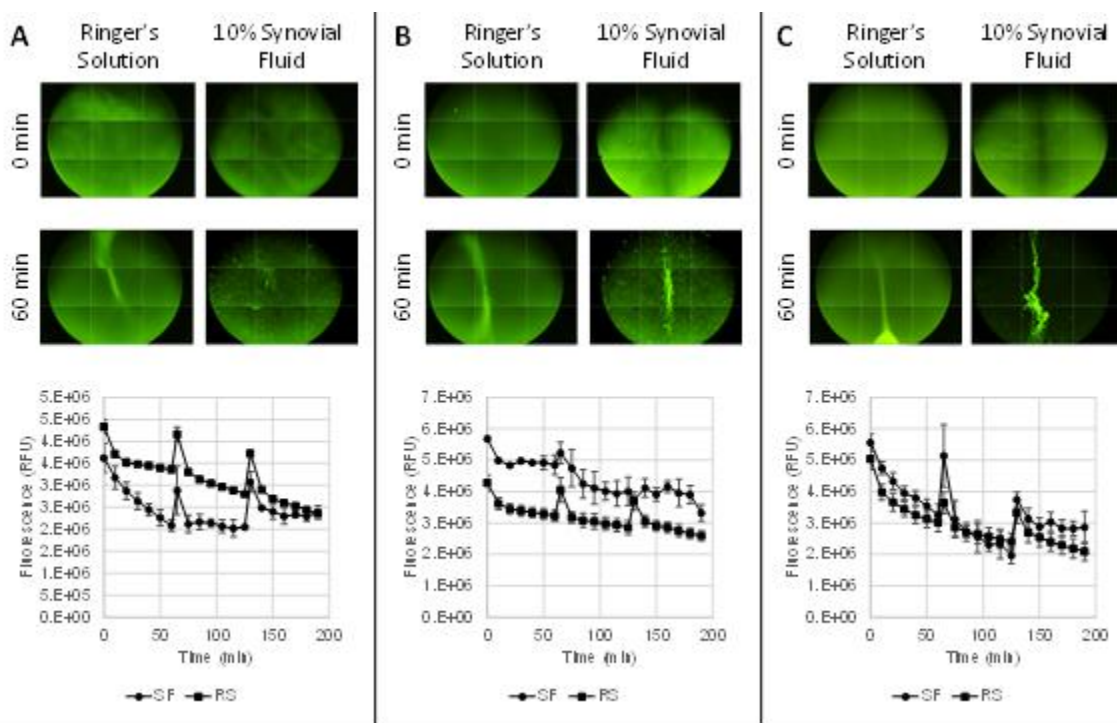 A
Ringer's
Solution
10% Synovial
Fluid
0 min
60 min
5.E+06
5.E+06
4.E+06
4.E+06
3.E+06
3.E+06
2.E+06
2.E+06
1.E+06
5.E+05
0.E+00
Fluorescence (RFU)
0
50
100
150
200
Time (min)
SF
RS
B
Ringer's
Solution
10% Synovial
Fluid
0 min
60 min
7.E+06
6.E+06
5.E+06
4.E+06
3.E+06
2.E+06
1.E+06
0.E+00
Fluorescence (RFU)
0
50
100
150
200
Time (min)
SF
RS
C
Ringer's
Solution
10% Synovial
Fluid
0 min
60 min
7.E+06
6.E+06
5.E+06
4.E+06
3.E+06
2.E+06
1.E+06
0.E+00
Fluorescence (RFU)
0
50
100
150
200
Time (min)
SF
RS